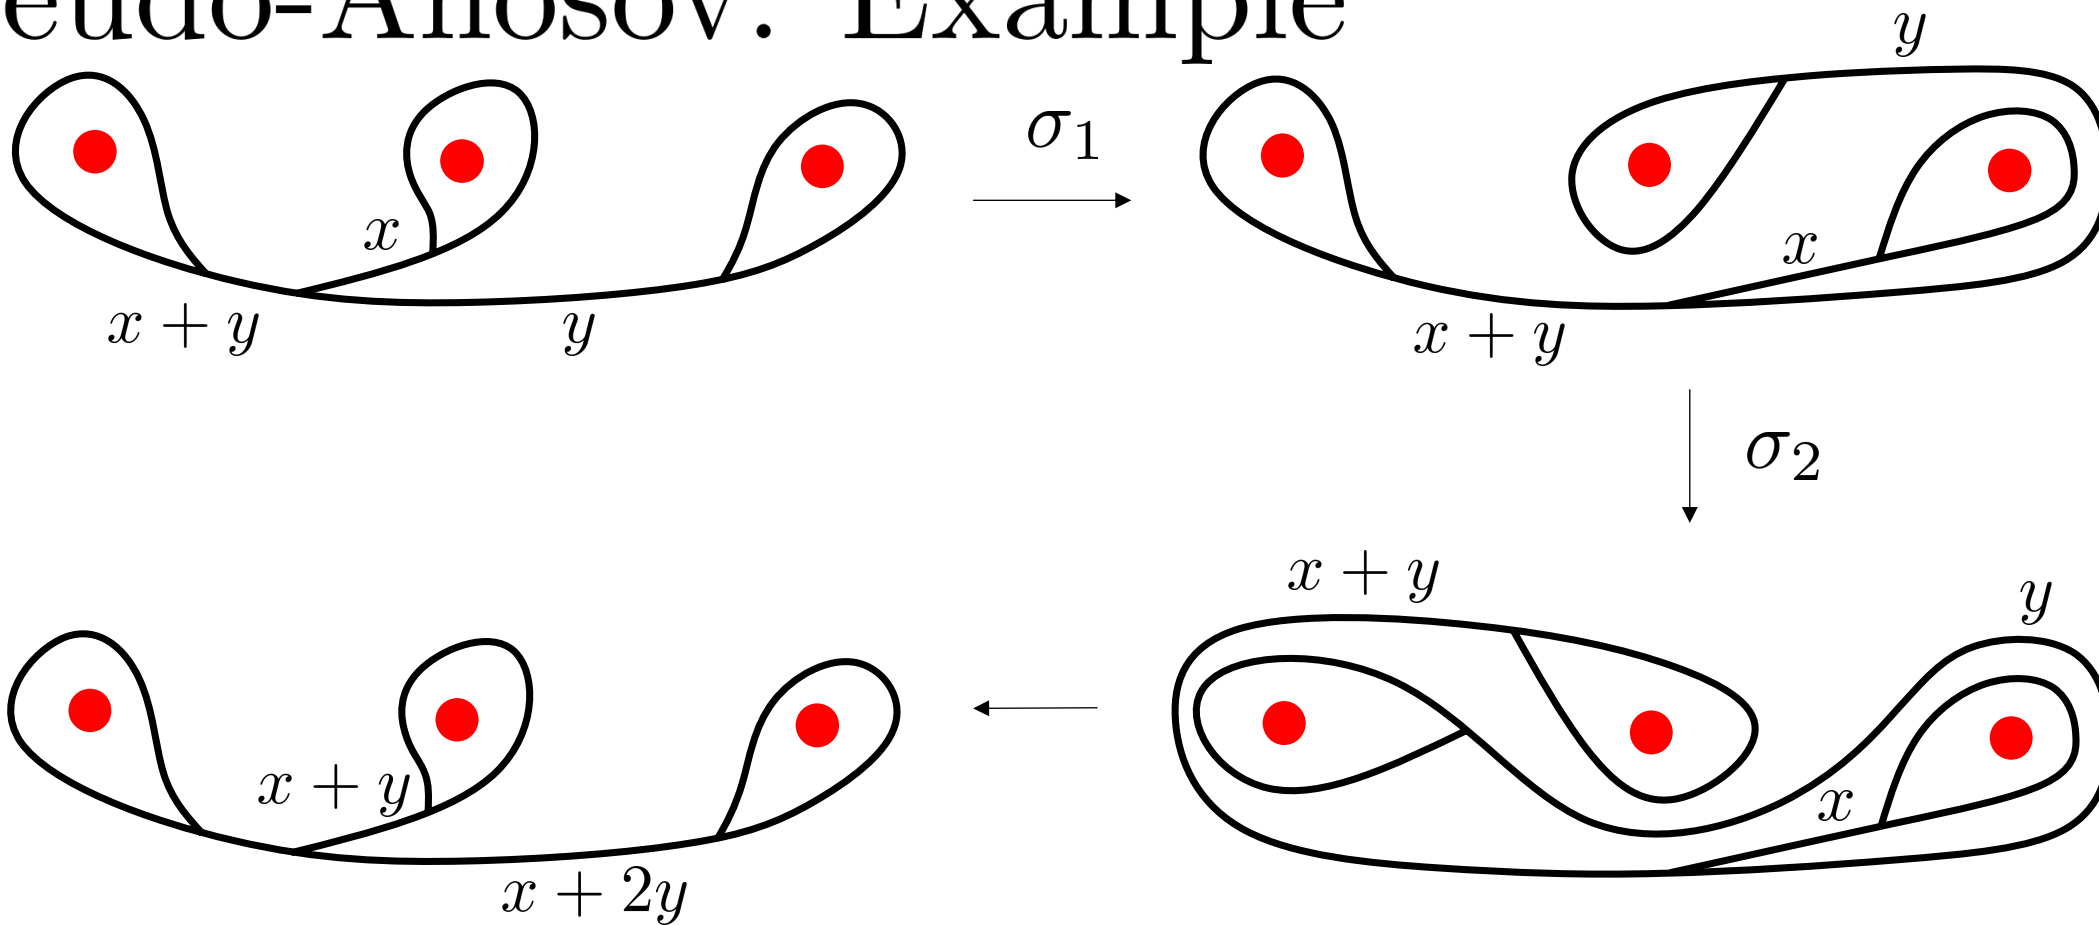 eudo-Anosov: Example
y
σ₁
x
x
x + y
y
x + y
σ₂
x + y
y
x + y
x
x + 2y